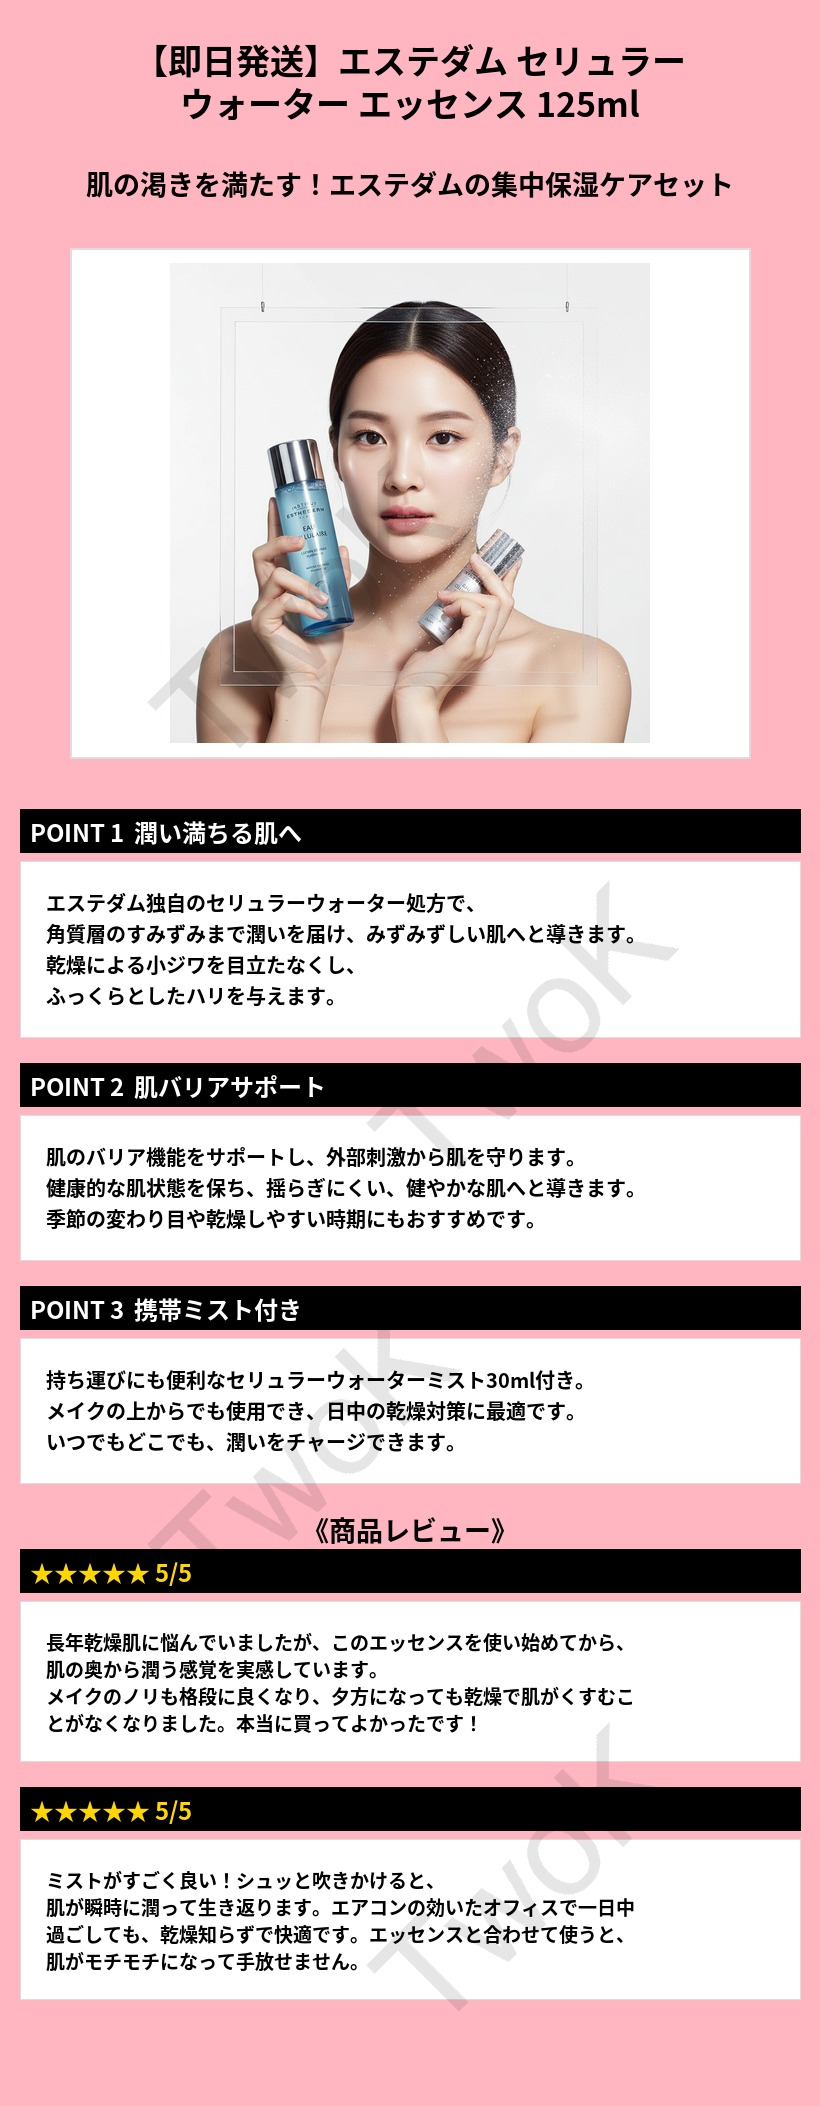 【即日発送】エステダム セリュラー
ウォーター エッセンス 125ml
肌の渇きを満たす！エステダムの集中保湿ケアセット
INSTITUT
ESTHEDERM
PARIS
EAU
TwoK
POINT 1 潤い満ちる肌へ
エステダム独自のセリュラーウォーター処方で、
角質層のすみずみまで潤いを届け、みずみずしい肌へと導きます。
乾燥による小ジワを目立たなくし、
ふっくらとしたハリを与えます。
TwoK
POINT 2 肌バリアサポート
肌のバリア機能をサポートし、外部刺激から肌を守ります。
健康的な肌状態を保ち、揺らぎにくい、健やかな肌へと導きます。
季節の変わり目や乾燥しやすい時期にもおすすめです。
POINT 3 携帯ミスト付き
持ち運びにも便利なセリュラーウォーターミスト30ml付き。
メイクの上からでも使用でき、日中の乾燥対策に最適です。
いつでもどこでも、潤いをチャージできます。
TwoK
《商品レビュー》
★★★★★ 5/5
長年乾燥肌に悩んでいましたが、このエッセンスを使い始めてから、
肌の奥から潤う感覚を実感しています。
メイクのノリも格段に良くなり、夕方になっても乾燥で肌がくすむこ
とがなくなりました。本当に買ってよかったです！
★★★★★ 5/5
ミストがすごく良い！シュッと吹きかけると、
肌が瞬時に潤って生き返ります。エアコンの効いたオフィスで一日中
過ごしても、乾燥知らずで快適です。エッセンスと合わせて使うと、
肌がモチモチになって手放せません。
TwoK